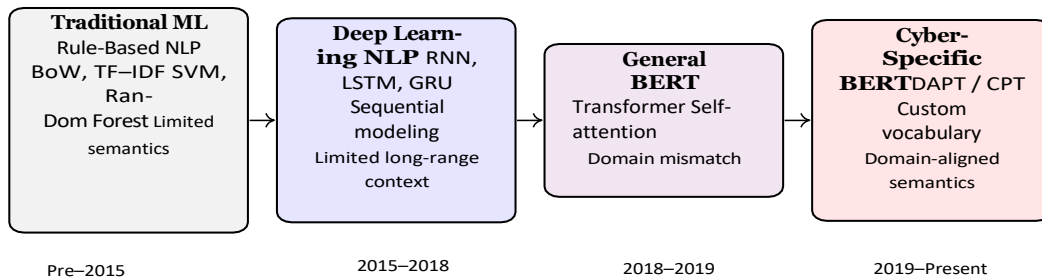 Traditional ML
Rule-Based NLP
BoW, TF–IDF SVM,
Ran-
Dom Forest Limited
semantics
Deep Learn-
ing NLP RNN,
LSTM, GRU
Sequential
modeling
Limited long-range
context
General
BERT
Transformer Self-
attention
Domain mismatch
Cyber-
Specific
BERTDAPT / CPT
Custom
vocabulary
Domain-aligned
semantics
Pre–2015
2015–2018
2018–2019
2019–Present